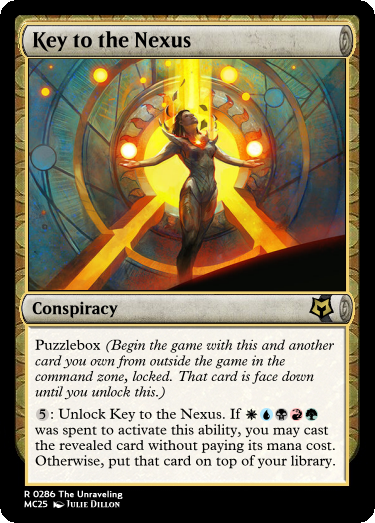 Key to the Nexus
Conspiracy
Puzzlebox (Begin the game with this and another
card you own from outside the game in the
command zone, locked. That card is face down
until you unlock this.)
5: Unlock Key to the Nexus. If
was spent to activate this ability, you may cast
the revealed card without paying its mana cost.
Otherwise, put that card on top of your library.
R 0286 The Unraveling
MC25 Julie Dillon